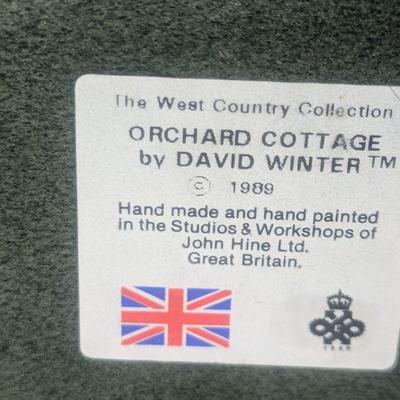 The West Country Collection
ORCHARD COTTAGE
by DAVID WINTER™
© 1989
Hand made and hand painted
in the Studios & Workshops of
John Hine Ltd.
Great Britain.